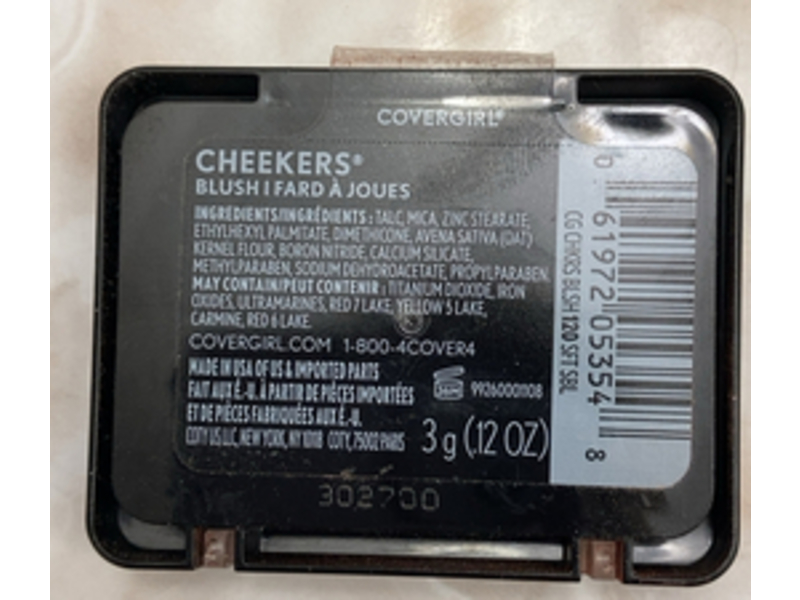 COVERGIRL®
CHEEKERS®
BLUSH | FARD À JOUES
INGREDIENTS/INGRÉDIENTS : TALC, MICA, ZINC STEARATE,
ETHYLHEXYL PALMITATE, DIMETHICONE, AVENA SATIVA (OAT)
KERNEL FLOUR, BORON NITRIDE, CALCIUM SILICATE,
METHYLPARABEN, SODIUM DEHYDROACETATE, PROPYLPARABEN.
MAY CONTAIN/PEUT CONTENIR : TITANIUM DIOXIDE, IRON
OXIDES, ULTRAMARINES, RED 7 LAKE, YELLOW 5 LAKE,
CARMINE, RED 6 LAKE.
COVERGIRL.COM 1-800-4COVER4
MADE IN USA OF US & IMPORTED PARTS
FAIT AUX É.-U. À PARTIR DE PIÈCES IMPORTÉES
ET DE PIÈCES FABRIQUÉES AUX É.-U.
COTY US LLC, NEW YORK, NY 10118 COTY, 75002 PARIS
36M
99260001108
3 g (.12 OZ)
CG CHKRS BLSH 120 SFT SBL
0 61972 05354 8
302700